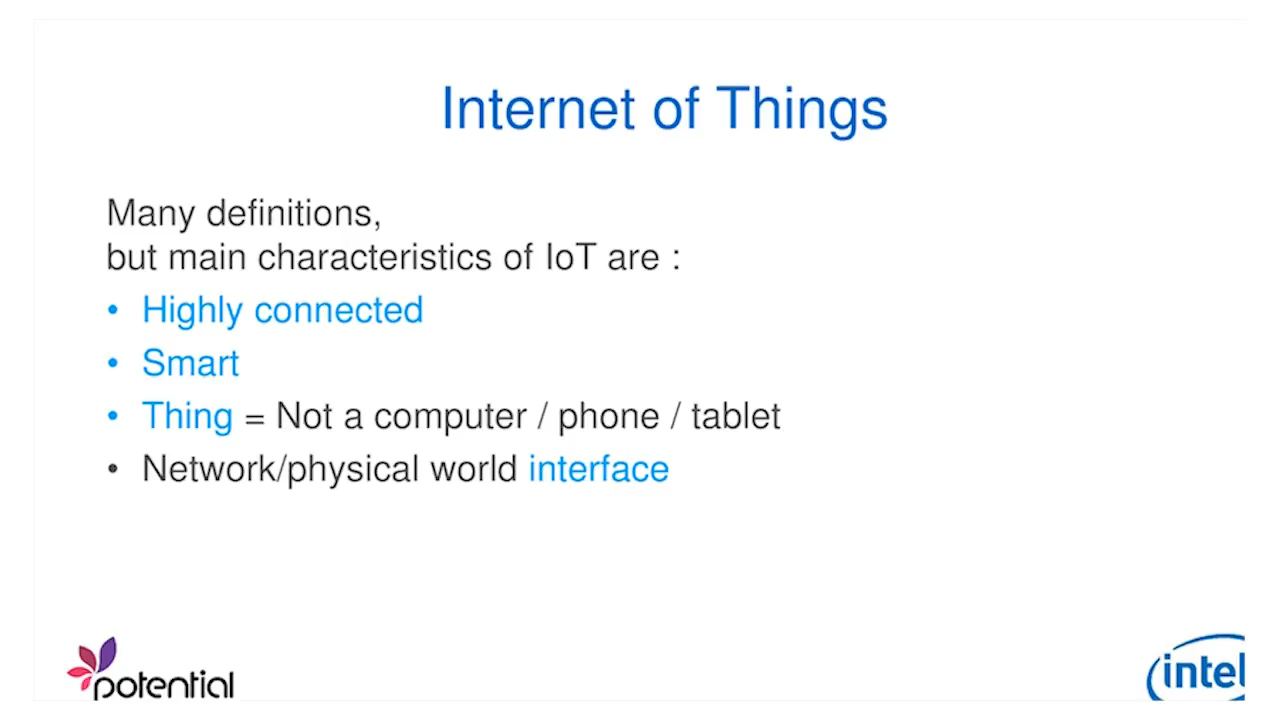 Internet of Things
Many definitions,
but main characteristics of IoT are :
• Highly connected
• Smart
• Thing = Not a computer / phone / tablet
• Network/physical world interface
potential
intel